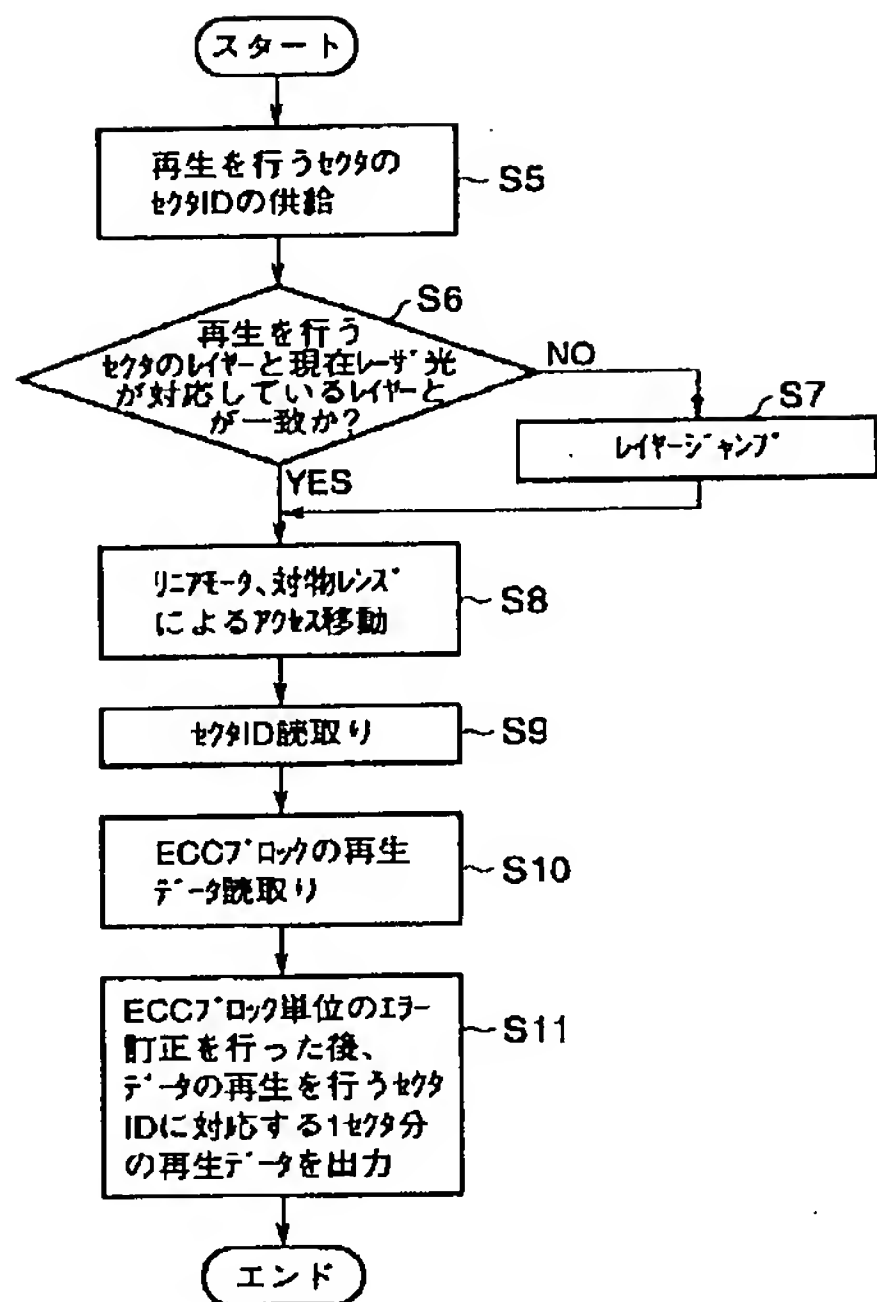 スタート
再生を行うｾｸﾀの
ｾｸﾀIDの供給
S5
S6
再生を行う
ｾｸﾀのﾚｲﾔｰと現在ﾚｰｻﾞ光
が対応しているﾚｲﾔｰと
が一致か?
NO
S7
ﾚｲﾔｰｼﾞｬﾝﾌﾟ
YES
ﾘﾆｱﾓｰﾀ、対物ﾚﾝｽﾞ
によるｱｸｾｽ移動
S8
ｾｸﾀID読取り
S9
ECCﾌﾞﾛｯｸの再生
ﾃﾞｰﾀ読取り
S10
ECCﾌﾞﾛｯｸ単位のｴﾗｰ
訂正を行った後、
ﾃﾞｰﾀの再生を行うｾｸﾀ
IDに対応する1ｾｸﾀ分
の再生ﾃﾞｰﾀを出力
S11
エンド